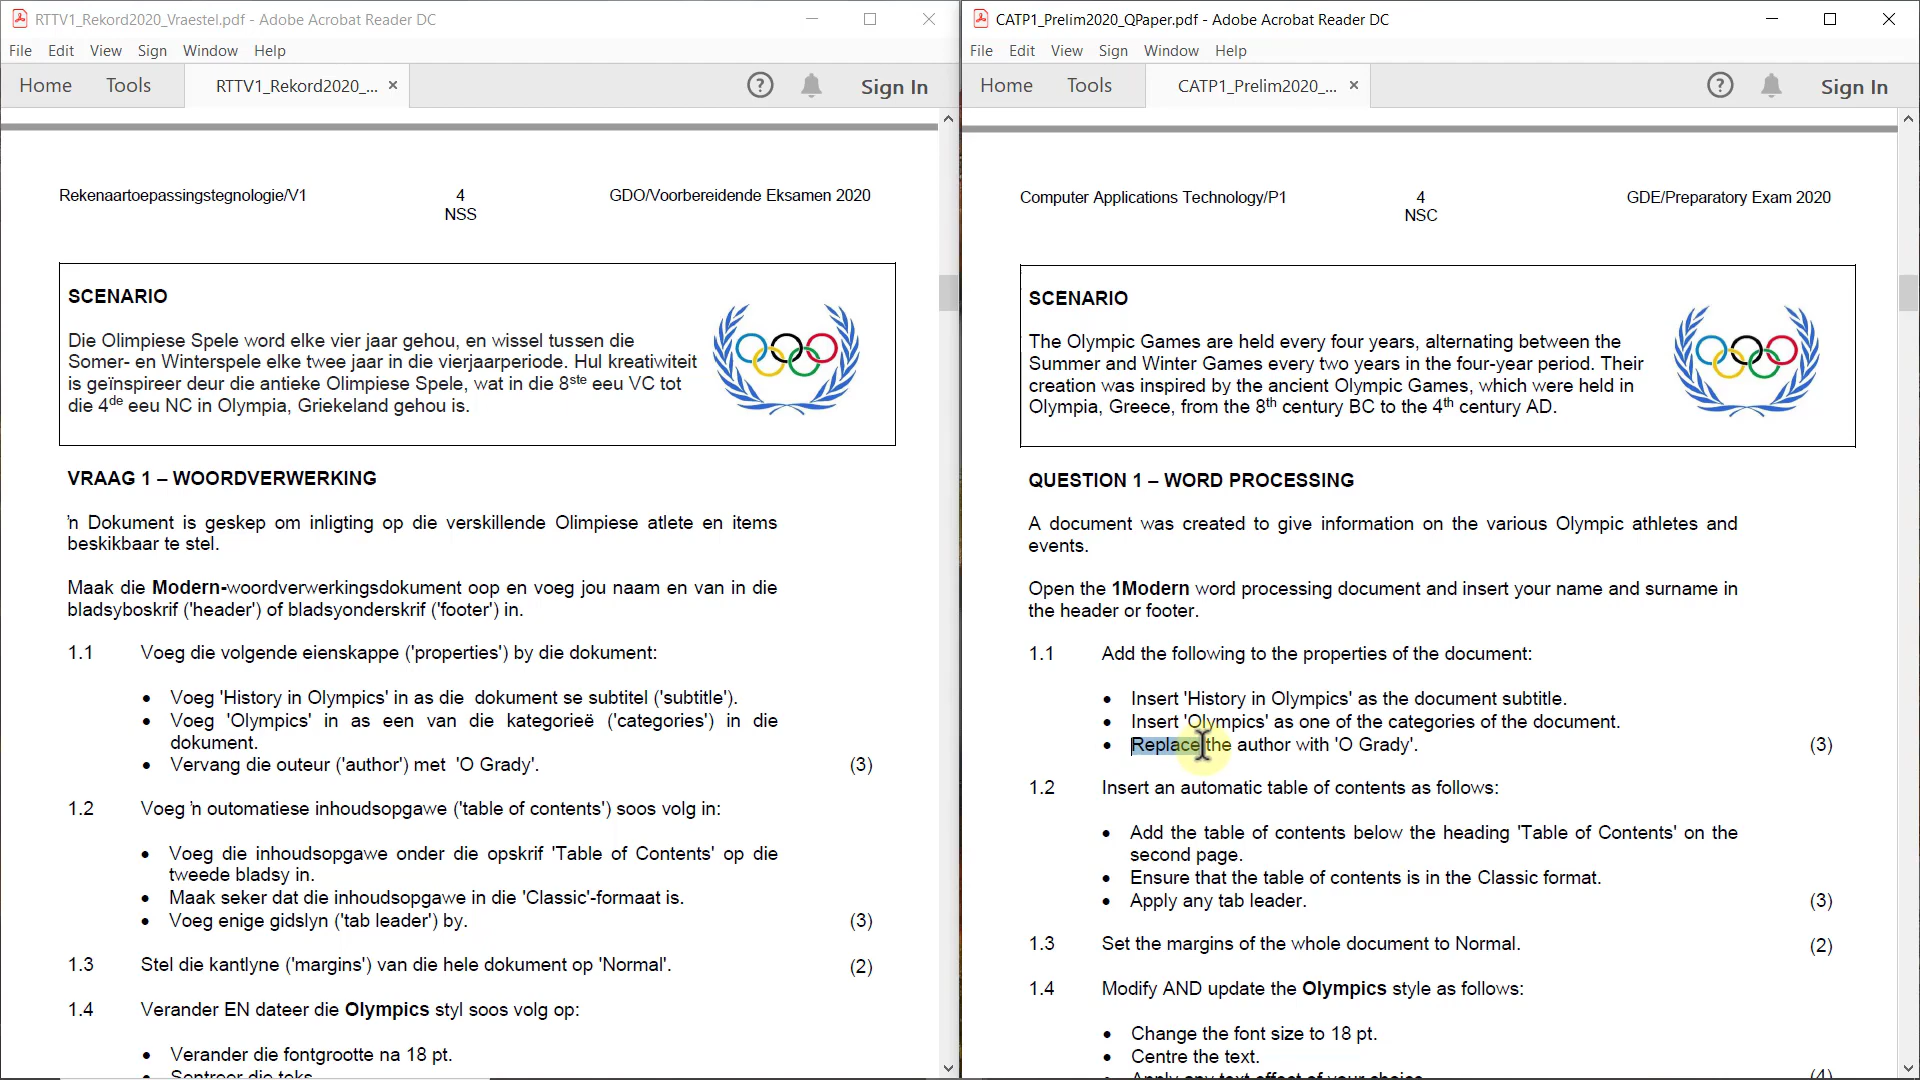 RTTV1_Rekord2020_Vraestel.pdf - Adobe Acrobat Reader DC
File Edit View Sign Window Help
Home Tools RTTV1_Rekord2020_... × Sign In
Rekenaartoepassingstegnologie/V1 4 GDO/Voorbereidende Eksamen 2020
NSS
SCENARIO
Die Olimpiese Spele word elke vier jaar gehou, en wissel tussen die
Somer- en Winterspele elke twee jaar in die vierjaarperiode. Hul kreatiwiteit
is geïnspireer deur die antieke Olimpiese Spele, wat in die 8ste eeu VC tot
die 4de eeu NC in Olympia, Griekeland gehou is.
VRAAG 1 – WOORDVERWERKING
'n Dokument is geskep om inligting op die verskillende Olimpiese atlete en items
beskikbaar te stel.
Maak die Modern-woordverwerkingsdokument oop en voeg jou naam en van in die
bladsyboskrif ('header') of bladsyonderskrif ('footer') in.
1.1 Voeg die volgende eienskappe ('properties') by die dokument:
• Voeg 'History in Olympics' in as die dokument se subtitel ('subtitle').
• Voeg 'Olympics' in as een van die kategorieë ('categories') in die
dokument.
• Vervang die outeur ('author') met 'O Grady'. (3)
1.2 Voeg 'n outomatiese inhoudsopgawe ('table of contents') soos volg in:
• Voeg die inhoudsopgawe onder die opskrif 'Table of Contents' op die
tweede bladsy in.
• Maak seker dat die inhoudsopgawe in die 'Classic'-formaat is.
• Voeg enige gidslyn ('tab leader') by. (3)
1.3 Stel die kantlyne ('margins') van die hele dokument op 'Normal'. (2)
1.4 Verander EN dateer die Olympics styl soos volg op:
• Verander die fontgrootte na 18 pt.
• Sentreer die teks.
CATP1_Prelim2020_QPaper.pdf - Adobe Acrobat Reader DC
File Edit View Sign Window Help
Home Tools CATP1_Prelim2020_... × Sign In
Computer Applications Technology/P1 4 GDE/Preparatory Exam 2020
NSC
SCENARIO
The Olympic Games are held every four years, alternating between the
Summer and Winter Games every two years in the four-year period. Their
creation was inspired by the ancient Olympic Games, which were held in
Olympia, Greece, from the 8th century BC to the 4th century AD.
QUESTION 1 – WORD PROCESSING
A document was created to give information on the various Olympic athletes and
events.
Open the 1Modern word processing document and insert your name and surname in
the header or footer.
1.1 Add the following to the properties of the document:
• Insert 'History in Olympics' as the document subtitle.
• Insert 'Olympics' as one of the categories of the document.
• Replace the author with 'O Grady'. (3)
1.2 Insert an automatic table of contents as follows:
• Add the table of contents below the heading 'Table of Contents' on the
second page.
• Ensure that the table of contents is in the Classic format.
• Apply any tab leader. (3)
1.3 Set the margins of the whole document to Normal. (2)
1.4 Modify AND update the Olympics style as follows:
• Change the font size to 18 pt.
• Centre the text.
• Apply any text effect of your choice. (4)